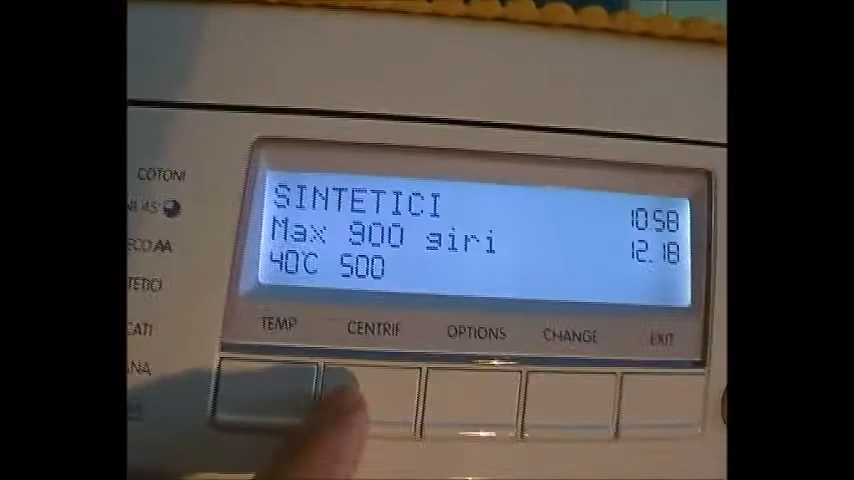 COTONI
SINTETICI 10:58
Max 900 giri 12.18
40°C 500
ECO.AA
TETICI
CATI
ANA
TEMP CENTRIF OPTIONS CHANGE EXIT